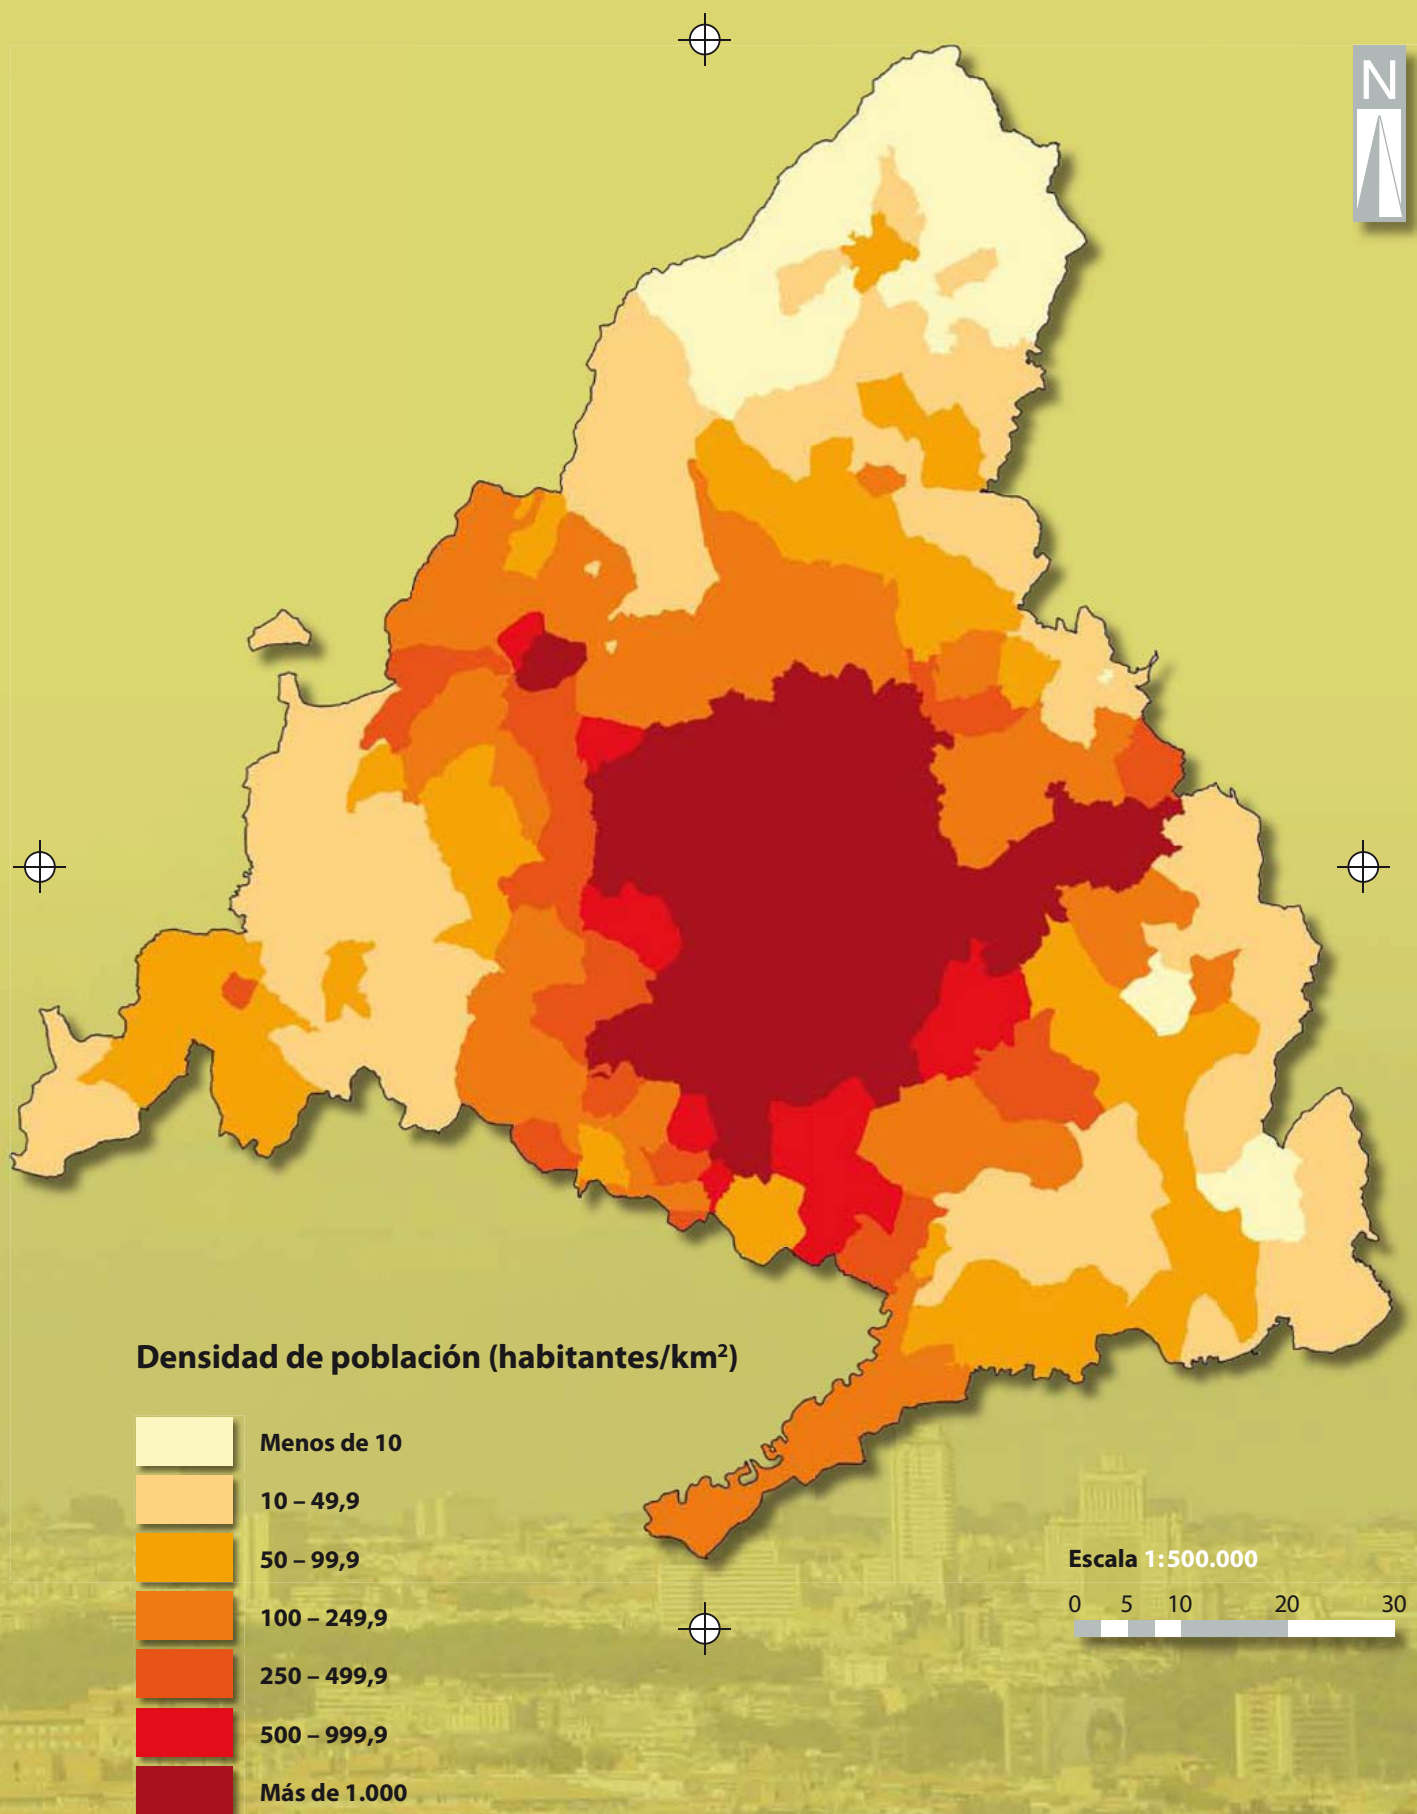 N
Densidad de población (habitantes/km²)
Menos de 10
10 – 49,9
50 – 99,9
100 – 249,9
250 – 499,9
500 – 999,9
Más de 1.000
Escala 1:500.000
0 5 10 20 30